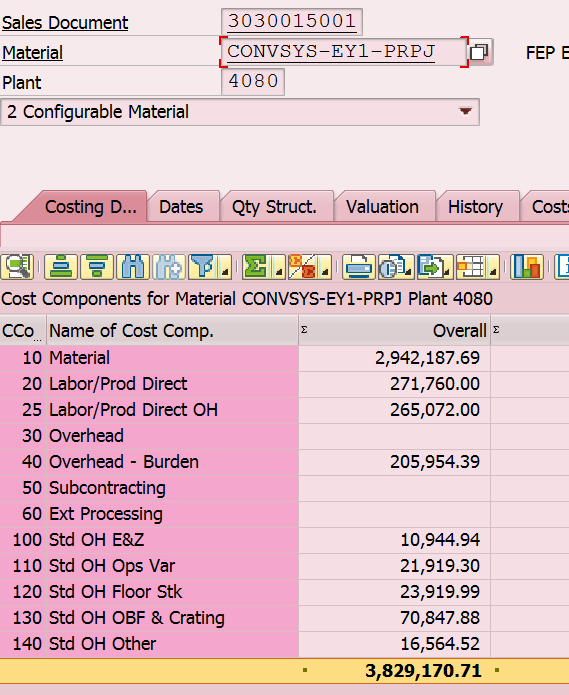 Sales Document 3030015001
Material CONVSYS-EY1-PRPJ FEP E
Plant 4080
2 Configurable Material
Costing D... Dates Qty Struct. Valuation History Costs
Cost Components for Material CONVSYS-EY1-PRPJ Plant 4080
CCo... Name of Cost Comp. Σ Overall Σ
10 Material 2,942,187.69
20 Labor/Prod Direct 271,760.00
25 Labor/Prod Direct OH 265,072.00
30 Overhead
40 Overhead - Burden 205,954.39
50 Subcontracting
60 Ext Processing
100 Std OH E&Z 10,944.94
110 Std OH Ops Var 21,919.30
120 Std OH Floor Stk 23,919.99
130 Std OH OBF & Crating 70,847.88
140 Std OH Other 16,564.52
▪ 3,829,170.71 ▪